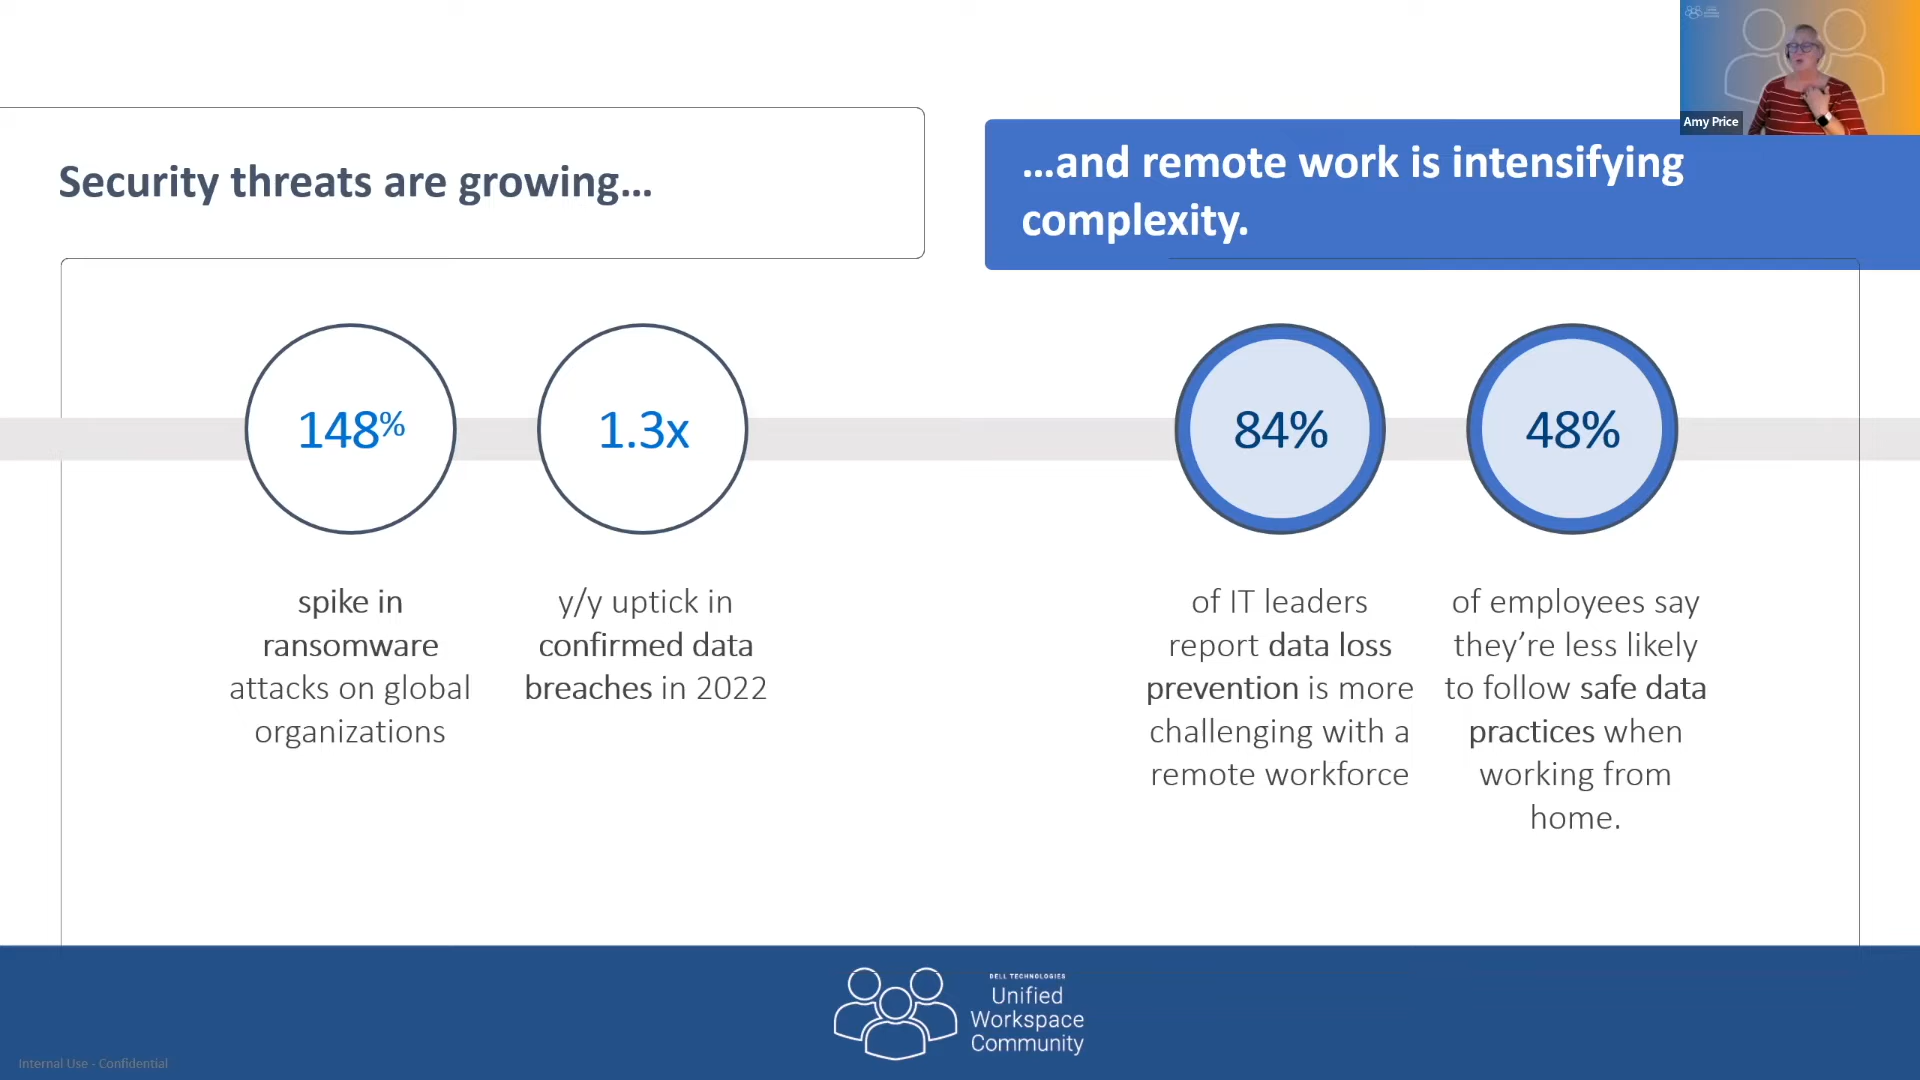 Amy Price
Security threats are growing…
…and remote work is intensifying
complexity.
148%
spike in
ransomware
attacks on global
organizations
1.3x
y/y uptick in
confirmed data
breaches in 2022
84%
of IT leaders
report data loss
prevention is more
challenging with a
remote workforce
48%
of employees say
they’re less likely
to follow safe data
practices when
working from
home.
DELL TECHNOLOGIES
Unified
Workspace
Community
Internal Use - Confidential